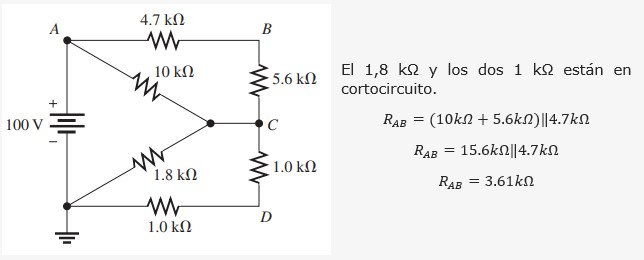 A
4.7 kΩ
B
10 kΩ
5.6 kΩ
+
100 V
−
C
1.8 kΩ
1.0 kΩ
1.0 kΩ
D
El 1,8 kΩ y los dos 1 kΩ están en
cortocircuito.
R_AB = (10kΩ + 5.6kΩ)||4.7kΩ
R_AB = 15.6kΩ||4.7kΩ
R_AB = 3.61kΩ